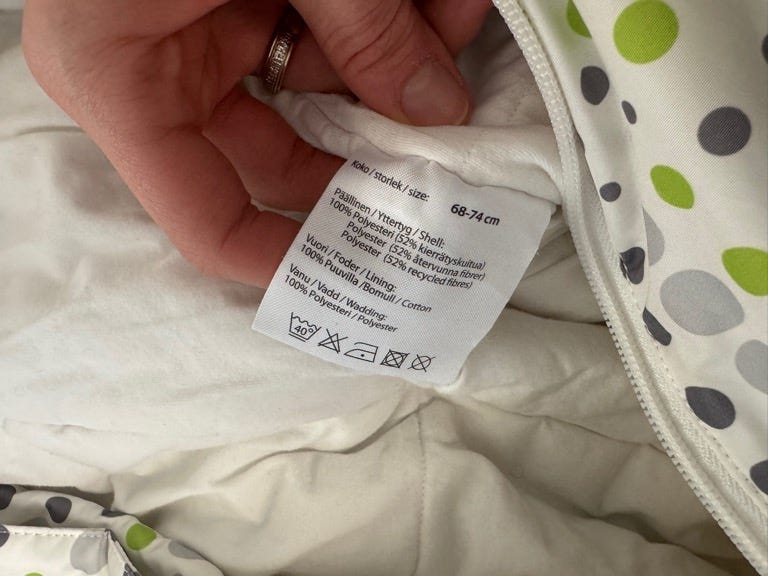 Koko / storlek / size: 68-74 cm
Päällinen / Yttertyg / Shell:
100% Polyesteri (52% kierrätyskuitua)
Polyester (52% återvunna fibrer)
Polyester (52% recycled fibres)
Vuori / Foder / Lining:
100% Puuvilla / Bomull / Cotton
Vanu / Vadd / Wadding:
100% Polyesteri / Polyester
40°